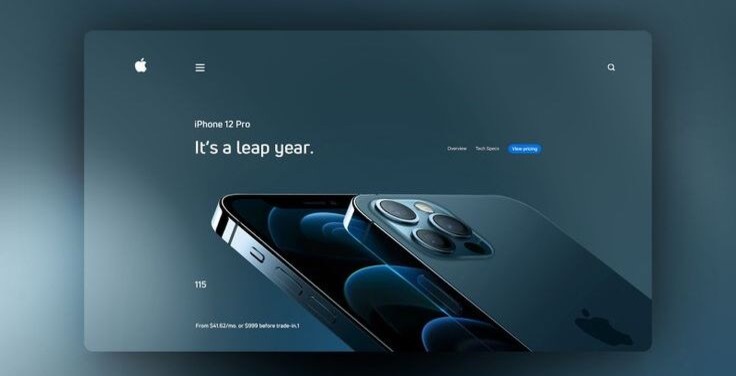 iPhone 12 Pro
It's a leap year.
Overview Tech Specs View pricing
115
From $41.62/mo. or $999 before trade-in.1